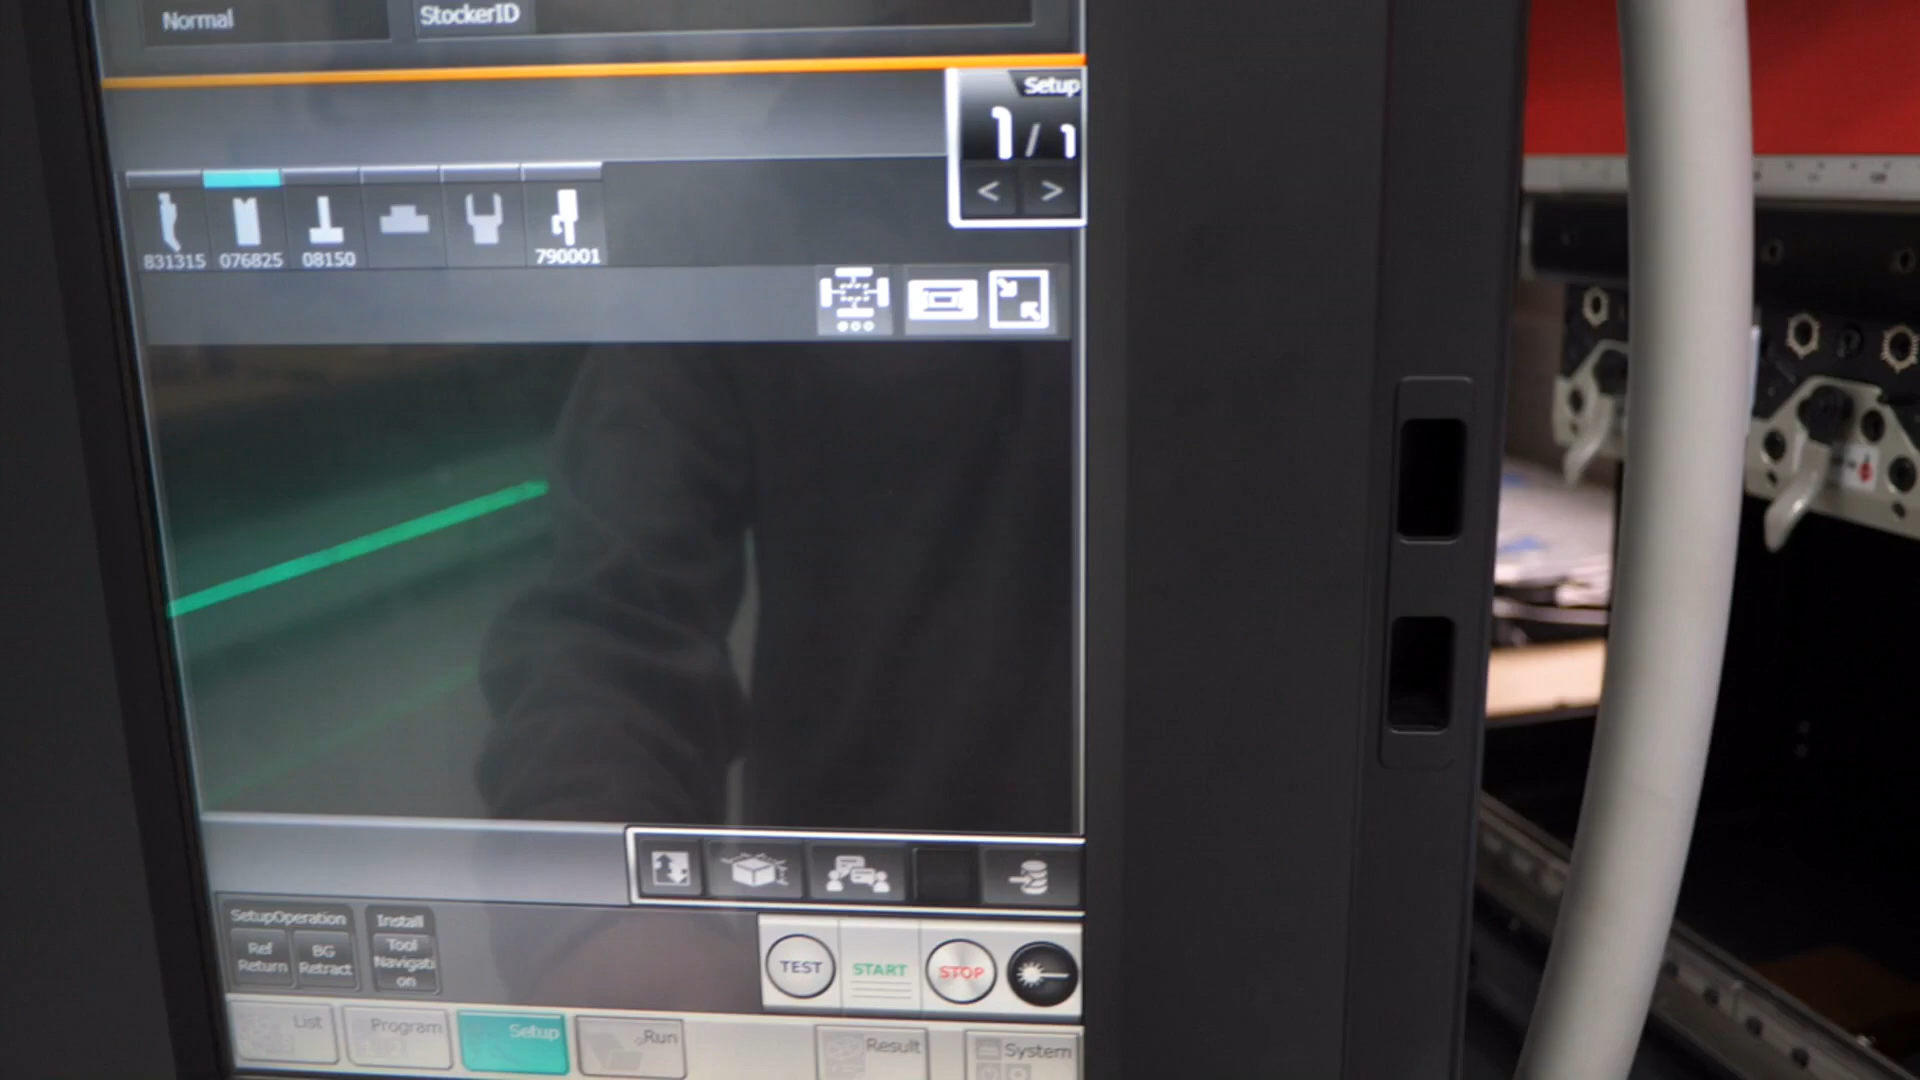 Normal
StockerID
Setup
1 / 1
< >
831315
076825
08150
790001
SetupOperation
Install
Ref
Return
BG
Retract
Tool
Navigati
on
TEST
START
STOP
List
Program
Setup
Run
Result
System